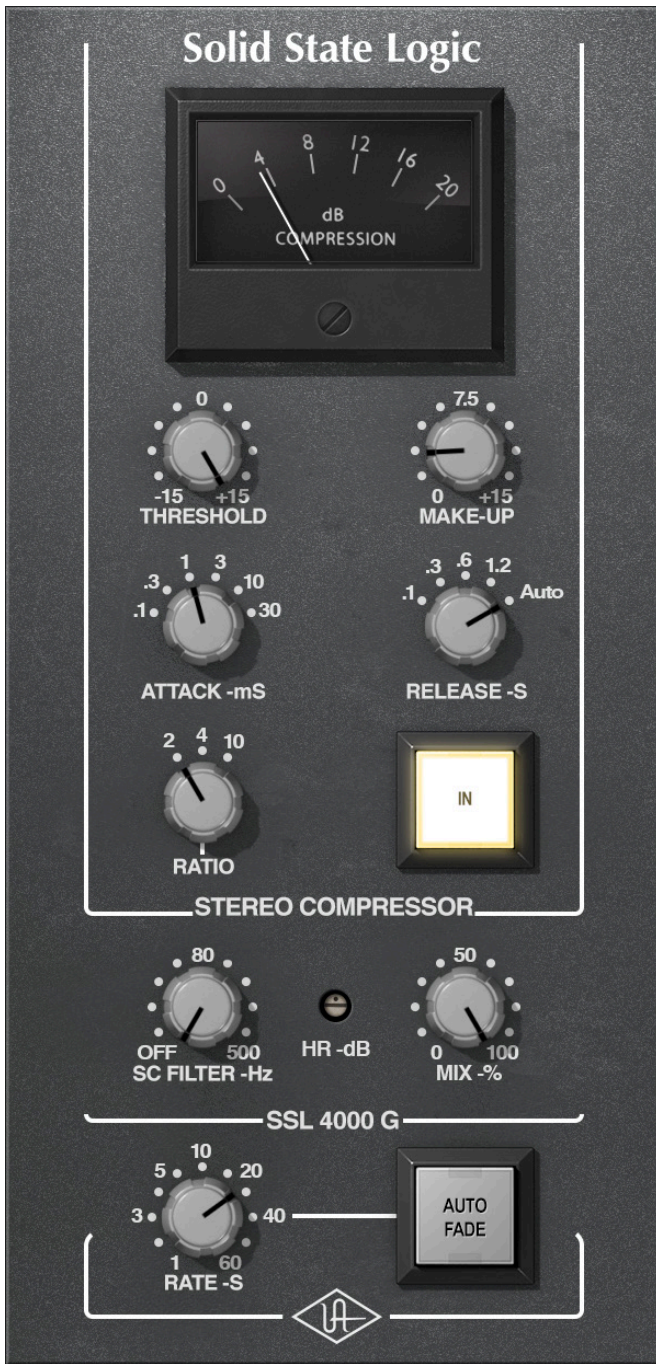 Solid State Logic
0 4 8 12 16 20
dB
COMPRESSION
0 7.5
-15 +15 0 +15
THRESHOLD MAKE-UP
.1 .3 1 3 10 30 .1 .3 .6 1.2 Auto
ATTACK -mS RELEASE -S
2 4 10
IN
RATIO
STEREO COMPRESSOR
80 50
OFF 500 HR -dB 0 100
SC FILTER -Hz MIX -%
SSL 4000 G
1 3 5 10 20 40 60
AUTO
FADE
RATE -S
UA